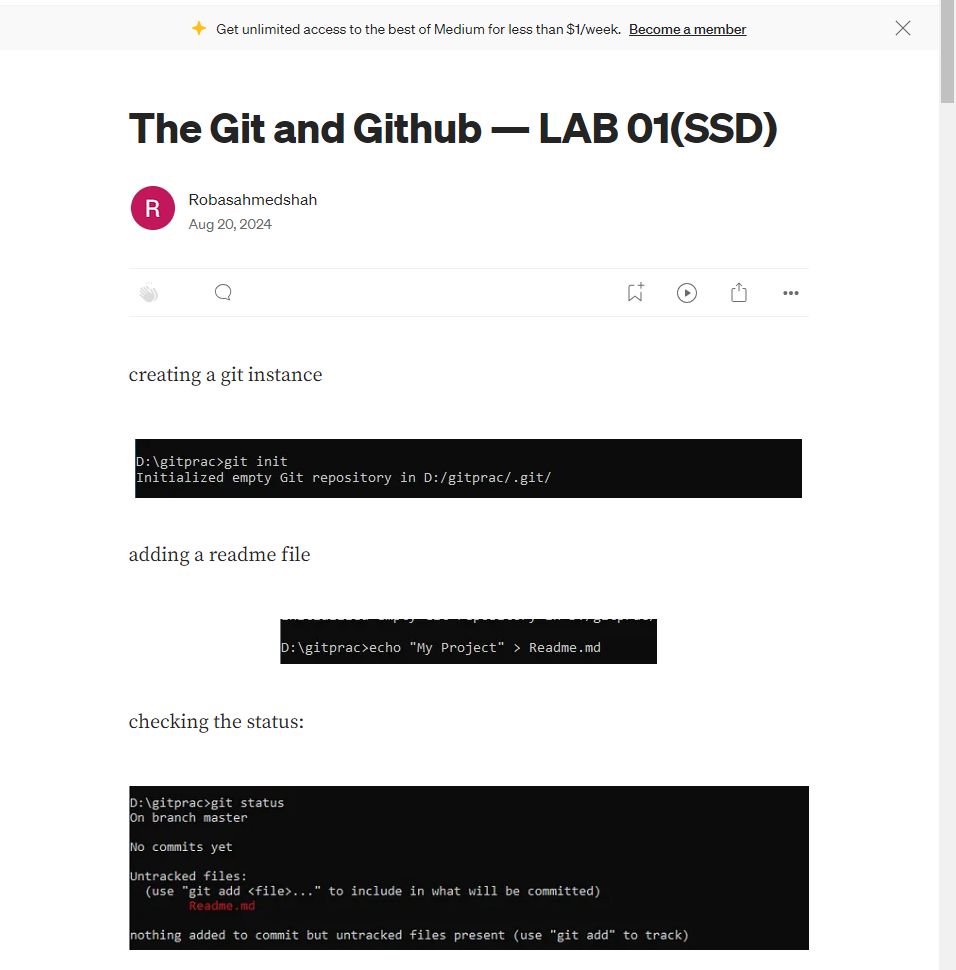 Get unlimited access to the best of Medium for less than $1/week. Become a member
The Git and Github — LAB 01(SSD)
R
Robasahmedshah
Aug 20, 2024
creating a git instance
D:\gitprac>git init
Initialized empty Git repository in D:/gitprac/.git/
adding a readme file
D:\gitprac>echo "My Project" > Readme.md
checking the status:
D:\gitprac>git status
On branch master
No commits yet
Untracked files:
(use "git add <file>..." to include in what will be committed)
Readme.md
nothing added to commit but untracked files present (use "git add" to track)